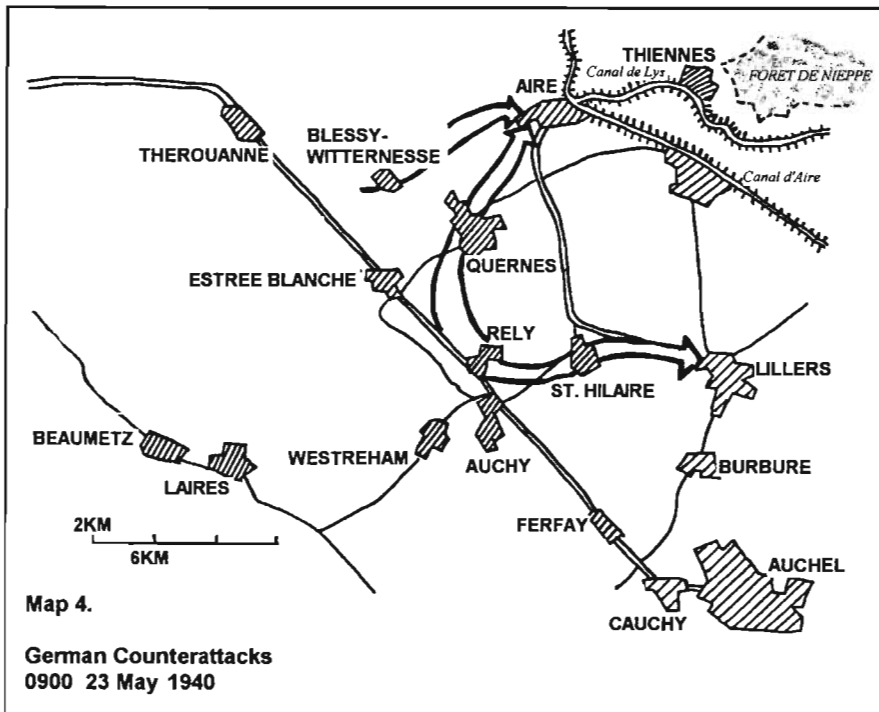 THIENNES
Canal de Lys
FORET DE NIEPPE
AIRE
BLESSY-
WITTERNESSE
THEROUANNE
Canal d'Aire
QUERNES
ESTREE BLANCHE
RELY
ST. HILAIRE
LILLERS
BEAUMETZ
LAIRES
WESTREHAM
AUCHY
BURBURE
2KM
6KM
FERFAY
AUCHEL
CAUCHY
Map 4.
German Counterattacks
0900 23 May 1940